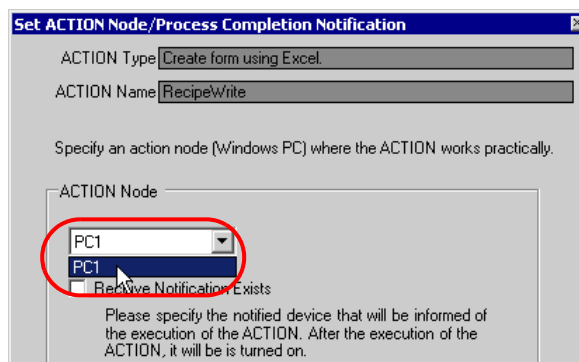 Set ACTION Node/Process Completion Notification
ACTION Type Create form using Excel.
ACTION Name RecipeWrite
Specify an action node (Windows PC) where the ACTION works practically.
ACTION Node
PC1
PC1
Receive Notification Exists
Please specify the notified device that will be informed of
the execution of the ACTION. After the execution of the
ACTION, it will be is turned on.